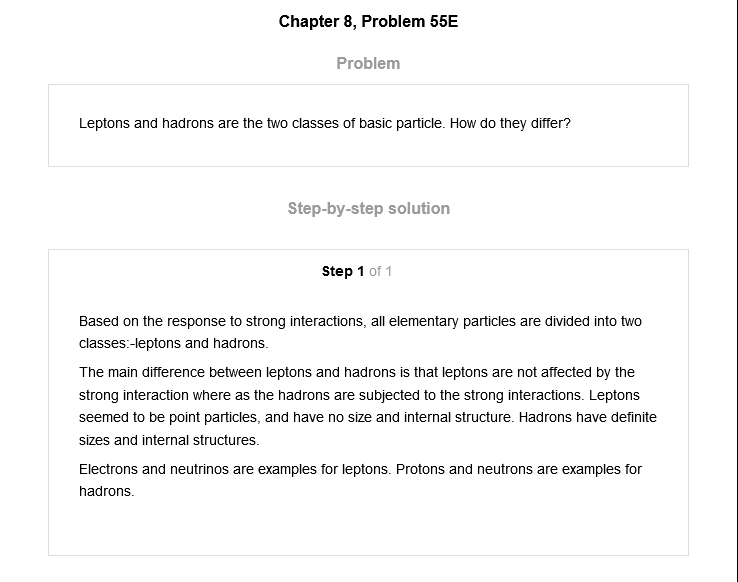 Chapter 8, Problem 55E
Problem
Leptons and hadrons are the two classes of basic particle. How do they differ?
Step-by-step solution
Step 1 of 1
Based on the response to strong interactions, all elementary particles are divided into two
classes:-leptons and hadrons.
The main difference between leptons and hadrons is that leptons are not affected by the
strong interaction where as the hadrons are subjected to the strong interactions. Leptons
seemed to be point particles, and have no size and internal structure. Hadrons have definite
sizes and internal structures.
Electrons and neutrinos are examples for leptons. Protons and neutrons are examples for
hadrons.